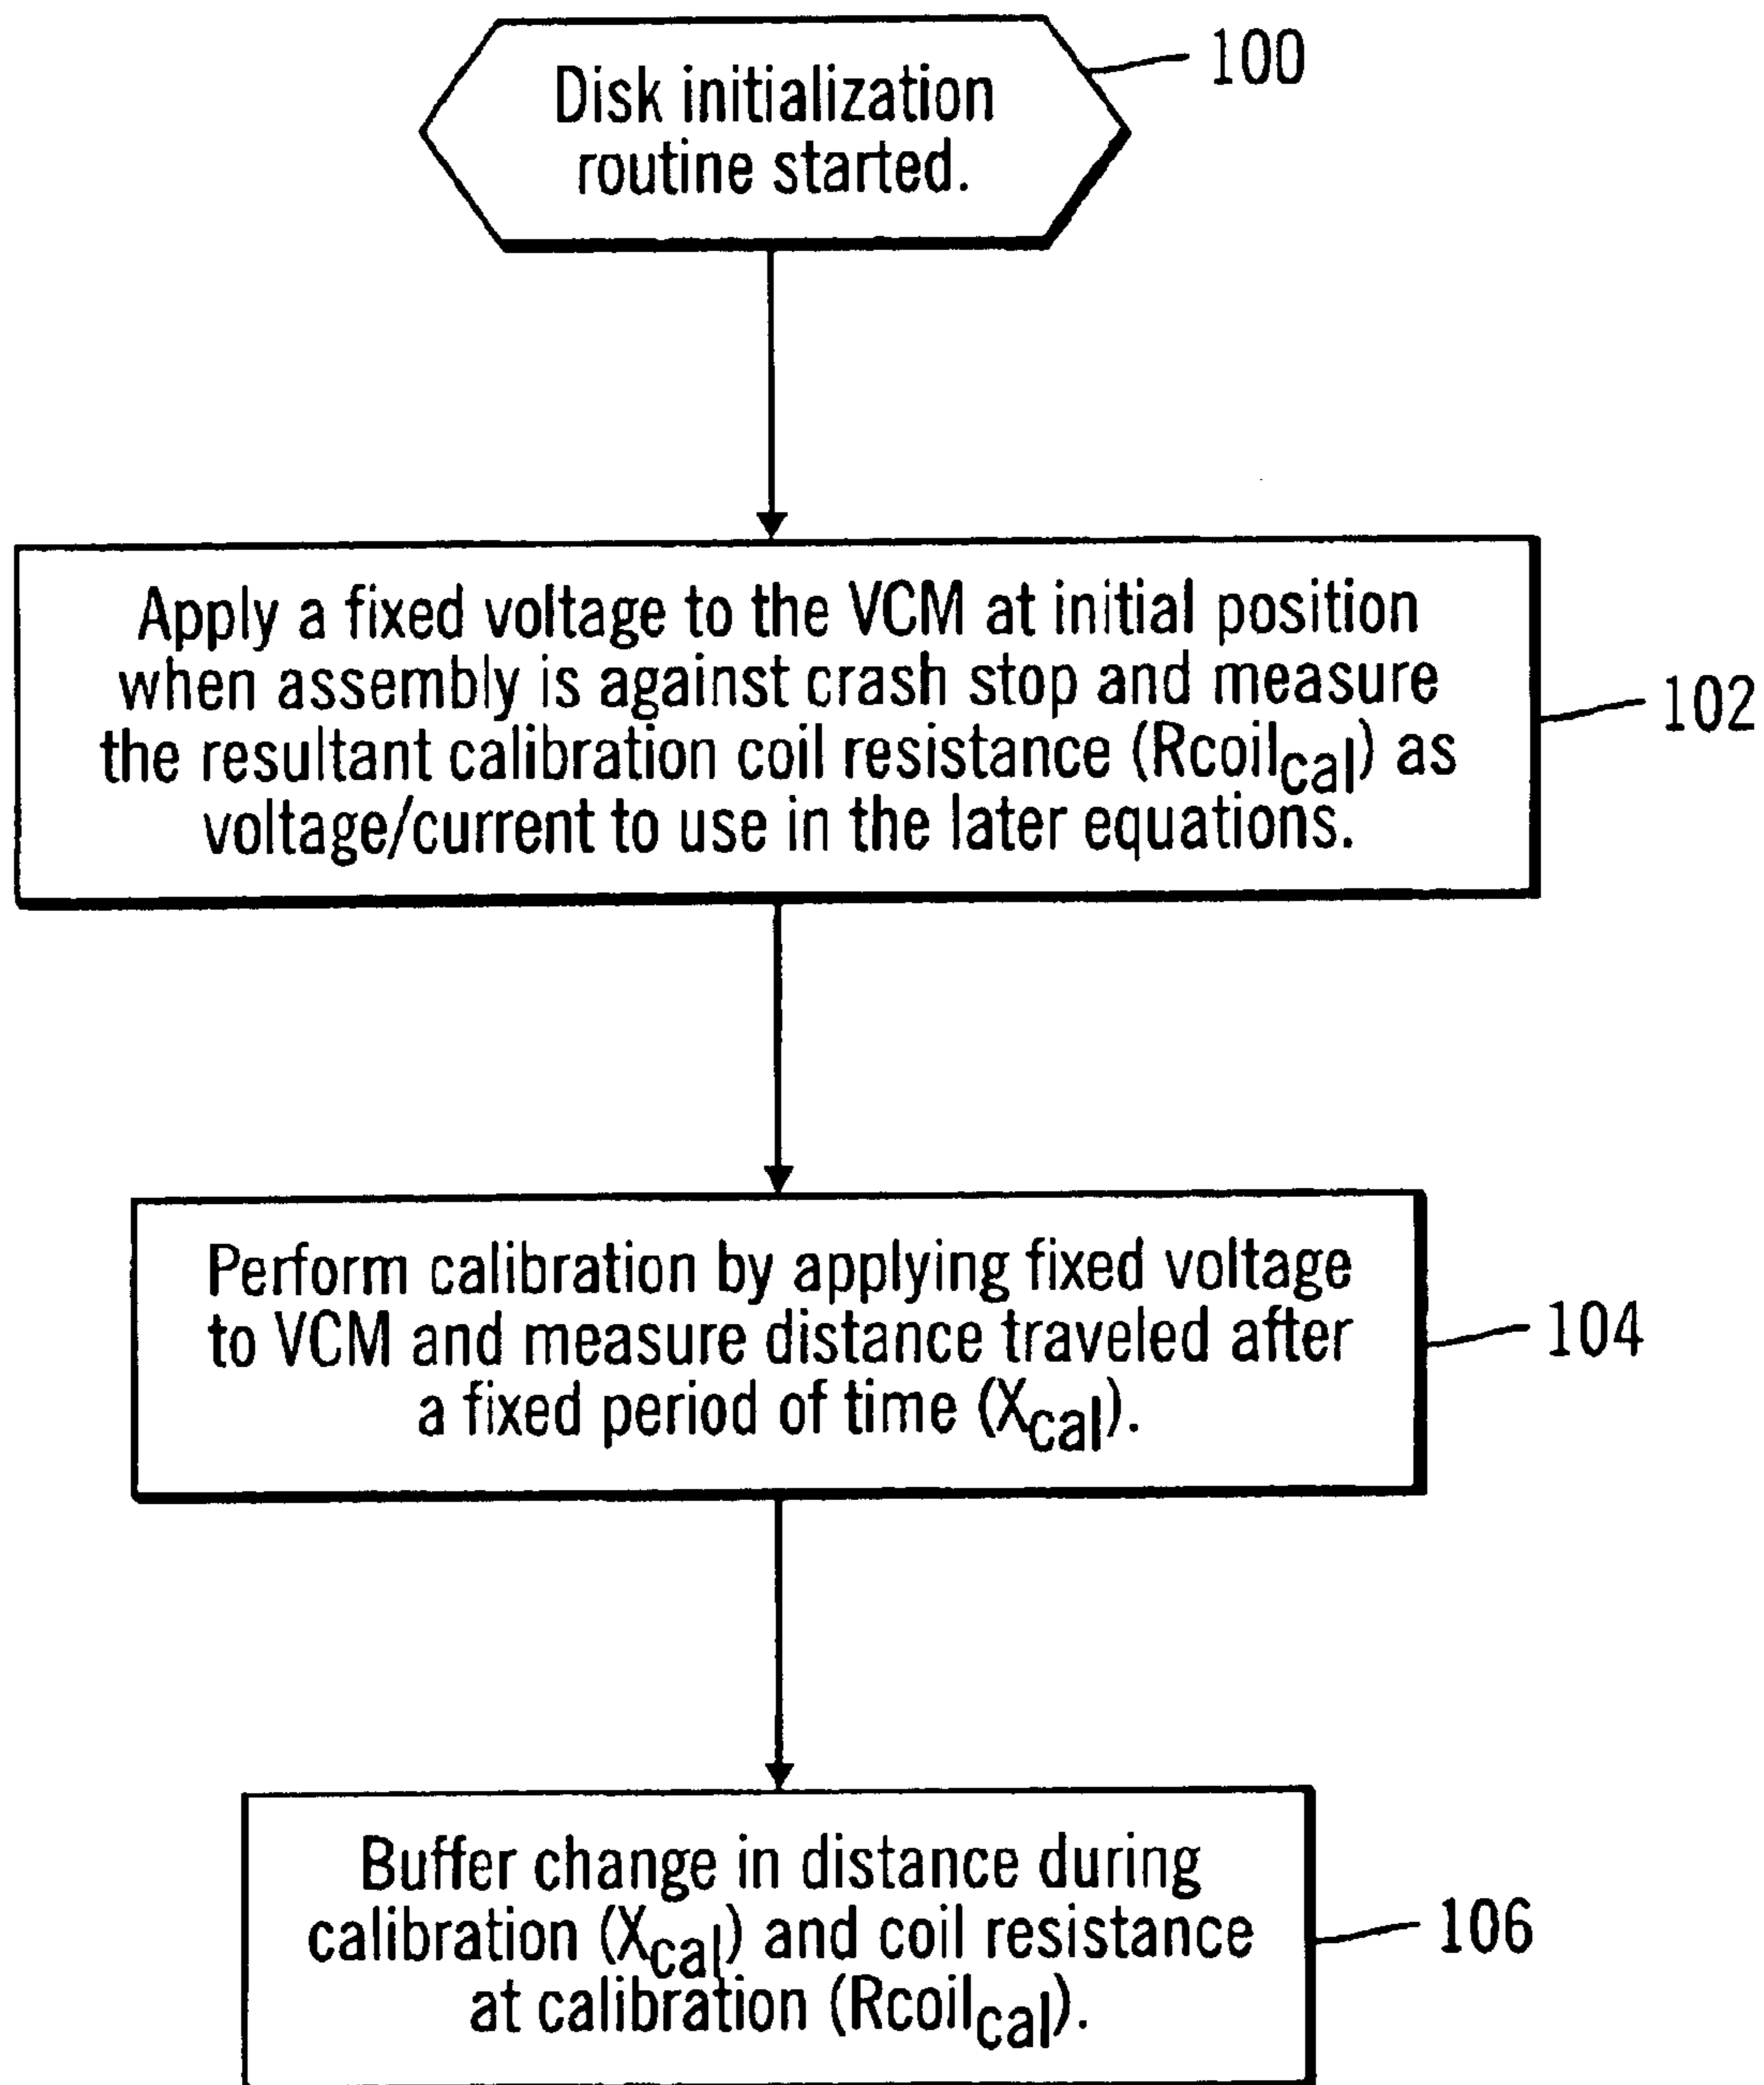 Disk initialization
routine started.
100
Apply a fixed voltage to the VCM at initial position
when assembly is against crash stop and measure
the resultant calibration coil resistance (Rcoilcal) as
voltage/current to use in the later equations.
102
Perform calibration by applying fixed voltage
to VCM and measure distance traveled after
a fixed period of time (Xcal).
104
Buffer change in distance during
calibration (Xcal) and coil resistance
at calibration (Rcoilcal).
106